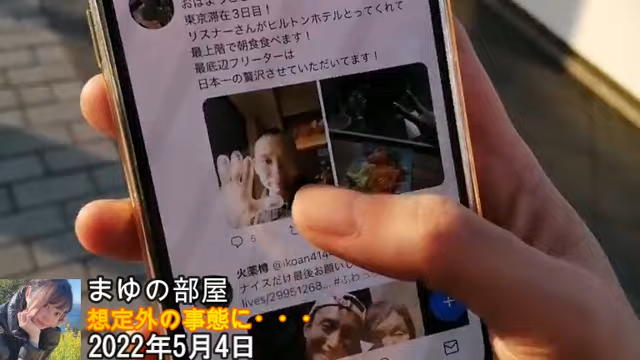 東京滞在3日目!
リスナーさんがヒルトンホテルとってくれて
最上階で朝食食べます!
最底辺フリーターは
日本一の贅沢させていただいてます!
5
火薬樽 @ikoan414
ナイスだけ最後お願いし
lives/29951268... #ふわっ
まゆの部屋
想定外の事態に・・・
2022年5月4日